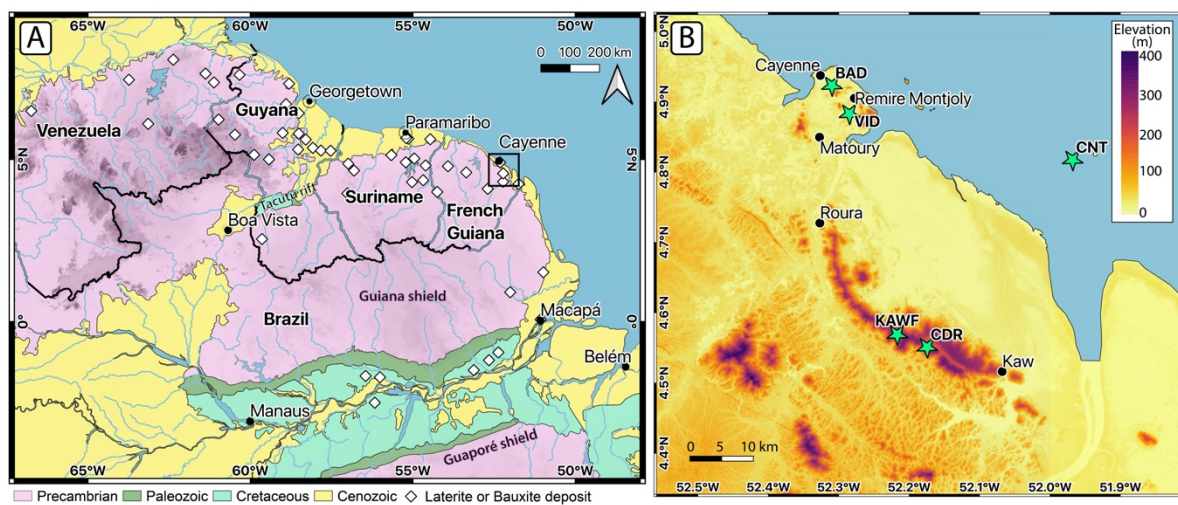 A
65°W
60°W
55°W
50°W
0 100 200 km
Georgetown
Guyana
Venezuela
Paramaribo
Cayenne
5°N
5°N
Tacutu rift
Suriname
French
Guiana
Boa Vista
Guiana shield
Brazil
0°
0°
Macapá
Belém
Manaus
Guaporé shield
65°W
60°W
55°W
50°W
Precambrian
Paleozoic
Cretaceous
Cenozoic
Laterite or Bauxite deposit
B
5.0°N
4.9°N
4.8°N
4.7°N
4.6°N
4.5°N
4.4°N
Elevation
(m)
400
300
200
100
0
Cayenne
BAD
Remire Montjoly
VID
Matoury
CNT
Roura
KAWF
CDR
Kaw
0 5 10 km
52.5°W
52.4°W
52.3°W
52.2°W
52.1°W
52.0°W
51.9°W